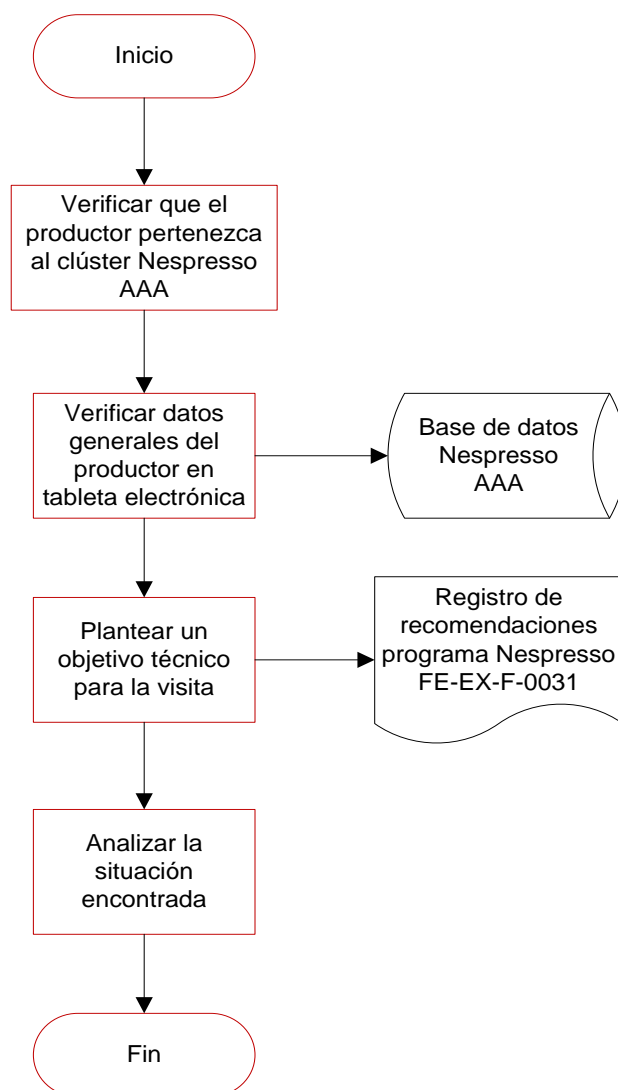 Inicio
Verificar que el
productor pertenezca
al clúster Nespresso
AAA
Verificar datos
generales del
productor en
tableta electrónica
Base de datos
Nespresso
AAA
Plantear un
objetivo técnico
para la visita
Registro de
recomendaciones
programa Nespresso
FE-EX-F-0031
Analizar la
situación
encontrada
Fin